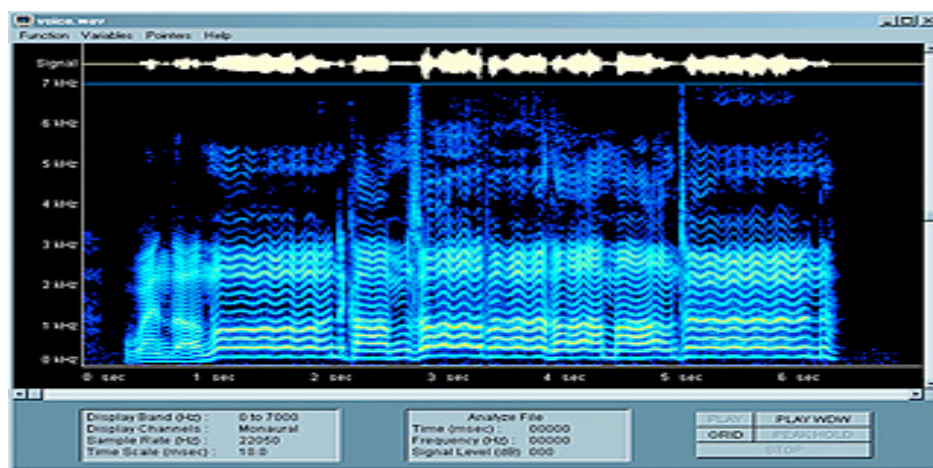 voice.wav
Function Variables Pointers Help
Signal
7 kHz
6 kHz
5 kHz
4 kHz
3 kHz
2 kHz
1 kHz
0 kHz
0 sec 1 sec 2 sec 3 sec 4 sec 5 sec 6 sec
Display Band (Hz) : 0 to 7000
Display Channels : Monaural
Sample Rate (Hz) : 22050
Time Scale (msec) : 10.0
Analyze File
Time (msec) : 00000
Frequency (Hz) : 00000
Signal Level (dB) 000
PLAY PLAY WDW
GRID PEAK HOLD
STOP